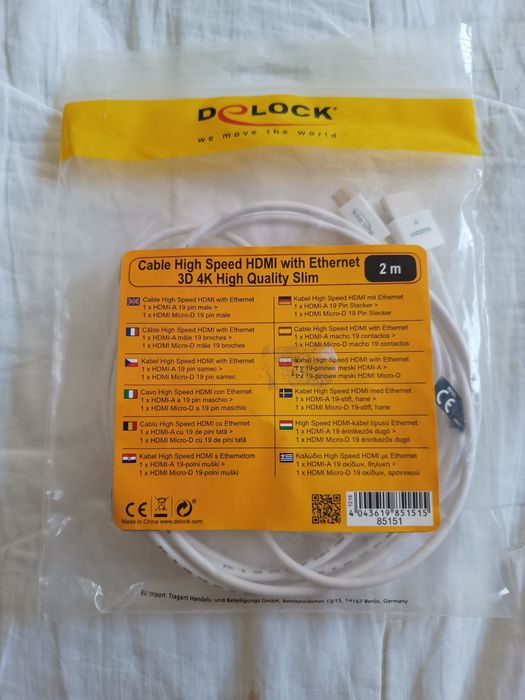 DeLOCK®
we move the world
DeLock
HDMI
Cable High Speed HDMI with Ethernet
3D 4K High Quality Slim
2 m
Cable High Speed HDMI with Ethernet
1 x HDMI-A 19 pin male >
1 x HDMI Micro-D 19 pin male
Kabel High Speed HDMI mit Ethernet
1 x HDMI-A 19 Pin Stecker >
1 x HDMI Micro-D 19 Pin Stecker
Câble High Speed HDMI with Ethernet
1 x HDMI-A mâle 19 broches >
1 x HDMI Micro-D mâle 19 broches
Cable High Speed HDMI with Ethernet
1 x HDMI-A macho 19 contactos >
1 x HDMI Micro-D macho 19 contactos
Kabel High Speed HDMI with Ethernet
1 x HDMI-A 19 pin samec >
1 x HDMI Micro-D 19 pin samec
Kabel High Speed HDMI with Ethernet
1 x 19-pinowe męski HDMI-A >
1 x 19-pinowe męski HDMI Micro-D
Cavo High Speed HDMI con Ethernet
1 x HDMI-A a 19 pin maschio >
1 x HDMI Micro-D a 19 pin maschio
Kabel High Speed HDMI med Ethernet
1 x HDMI-A 19-stift, hane >
1 x HDMI Micro-D 19-stift, hane
Cablu High Speed HDMI cu Ethernet
1 x HDMI-A cu 19 de pini tată >
1 x HDMI Micro-D cu 19 de pini tată
High Speed HDMI-kábel típusú Ethernet
1 x HDMI-A 19 érintkezős dugó >
1 x HDMI Micro-D 19 érintkezős dugó
Kabel High Speed HDMI s Ethernetom
1 x HDMI-A 19-polni muški >
1 x HDMI Micro-D 19-polni muški
Καλώδιο High Speed HDMI με Ethernet
1 x HDMI-A 19 ακίδων, θηλυκή >
1 x HDMI Micro-D 19 ακίδων, αρσενικού
CE
CE
Made in China www.delock.com
1216
4 043619 851515
85151
EU Import: Tragant Handels- und Beteiligungs GmbH, Beeskowdamm 13/15, 14167 Berlin, Germany